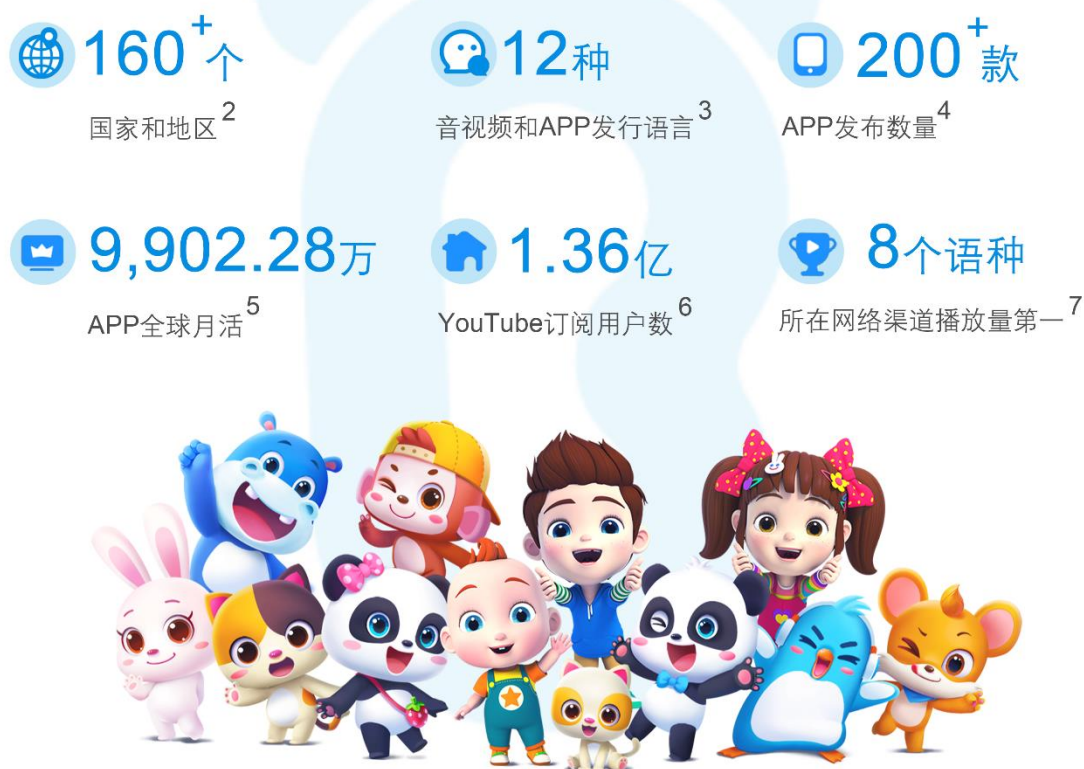 160+个
国家和地区2
12种
音视频和APP发行语言3
200+款
APP发布数量4
9,902.28万
APP全球月活5
1.36亿
YouTube订阅用户数6
8个语种
所在网络渠道播放量第一7